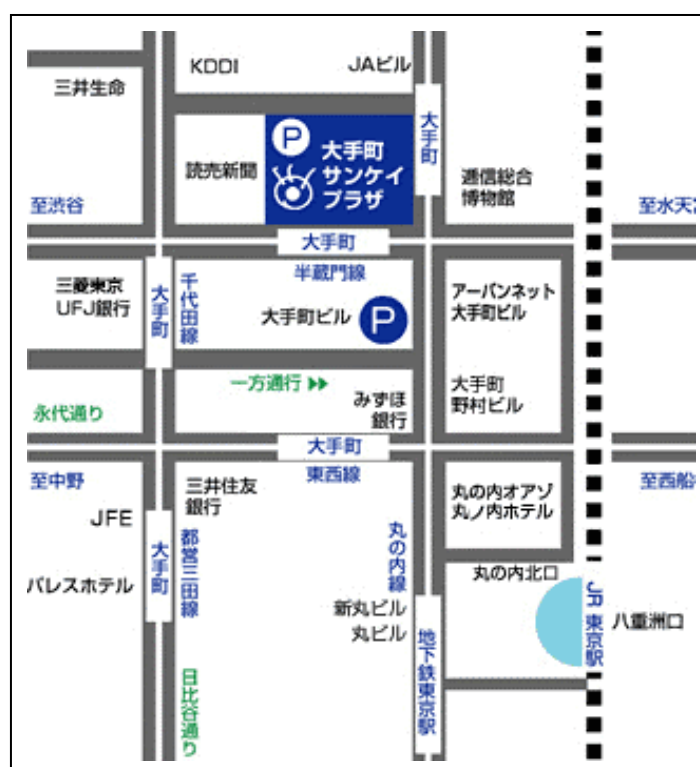 KDDI
JAビル
三井生命
大手町
P
大手町
サンケイ
プラザ
読売新聞
逓信総合
博物館
至渋谷
至水天宮
大手町
半蔵門線
三菱東京
UFJ銀行
大手町
千代田線
大手町ビル
P
アーバンネット
大手町ビル
一方通行
みずほ
銀行
大手町
野村ビル
永代通り
大手町
東西線
至中野
至西船
三井住友
銀行
丸の内オアゾ
丸ノ内ホテル
JFE
大手町
都営三田線
丸の内線
パレスホテル
丸の内北口
新丸ビル
丸ビル
地下鉄東京駅
JR 東京駅
八重洲口
日比谷通り